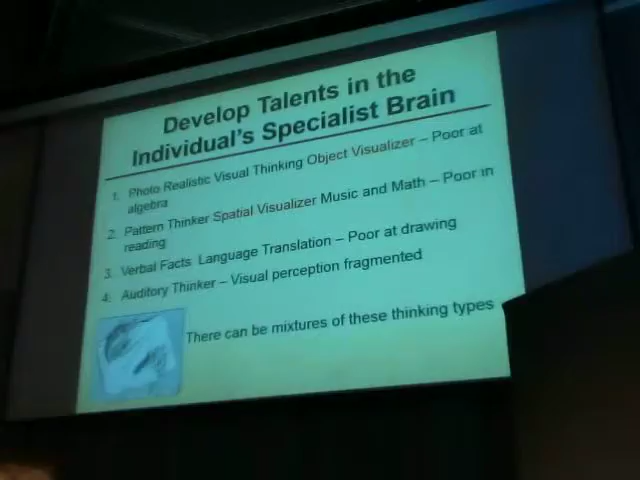 Develop Talents in the
Individual's Specialist Brain
1. Photo Realistic Visual Thinking Object Visualizer – Poor at
algebra
2. Pattern Thinker Spatial Visualizer Music and Math – Poor in
reading
3. Verbal Facts Language Translation – Poor at drawing
4. Auditory Thinker – Visual perception fragmented
There can be mixtures of these thinking types